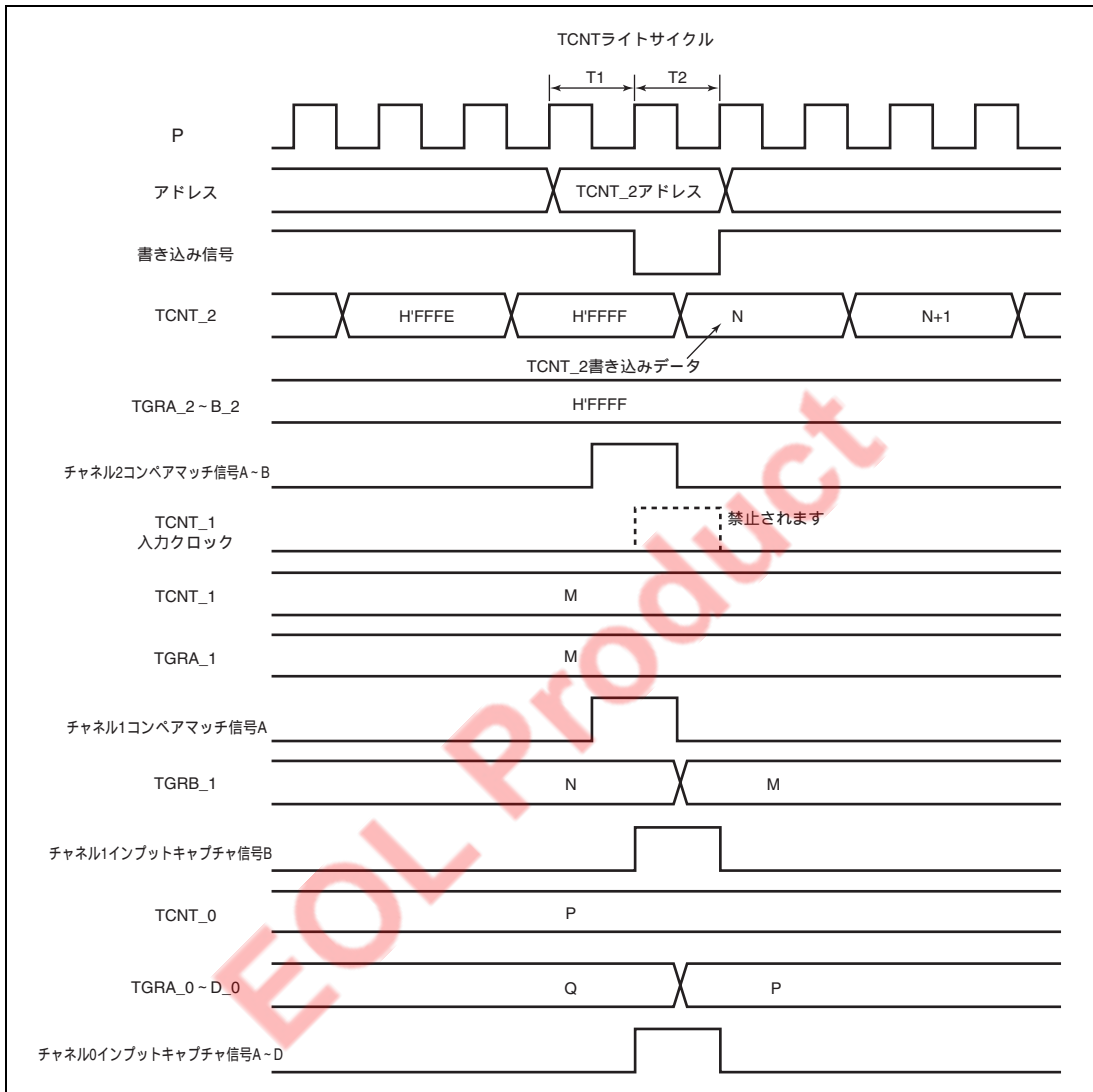 TCNTライトサイクル
T1 T2
P
アドレス TCNT_2アドレス
書き込み信号
TCNT_2 H'FFFE H'FFFF N N+1
TCNT_2書き込みデータ
TGRA_2~B_2 H'FFFF
チャネル2コンペアマッチ信号A~B
TCNT_1
入力クロック 禁止されます
TCNT_1 M
TGRA_1 M
チャネル1コンペアマッチ信号A
TGRB_1 N M
チャネル1インプットキャプチャ信号B
TCNT_0 P
TGRA_0~D_0 Q P
チャネル0インプットキャプチャ信号A~D
EOL Product